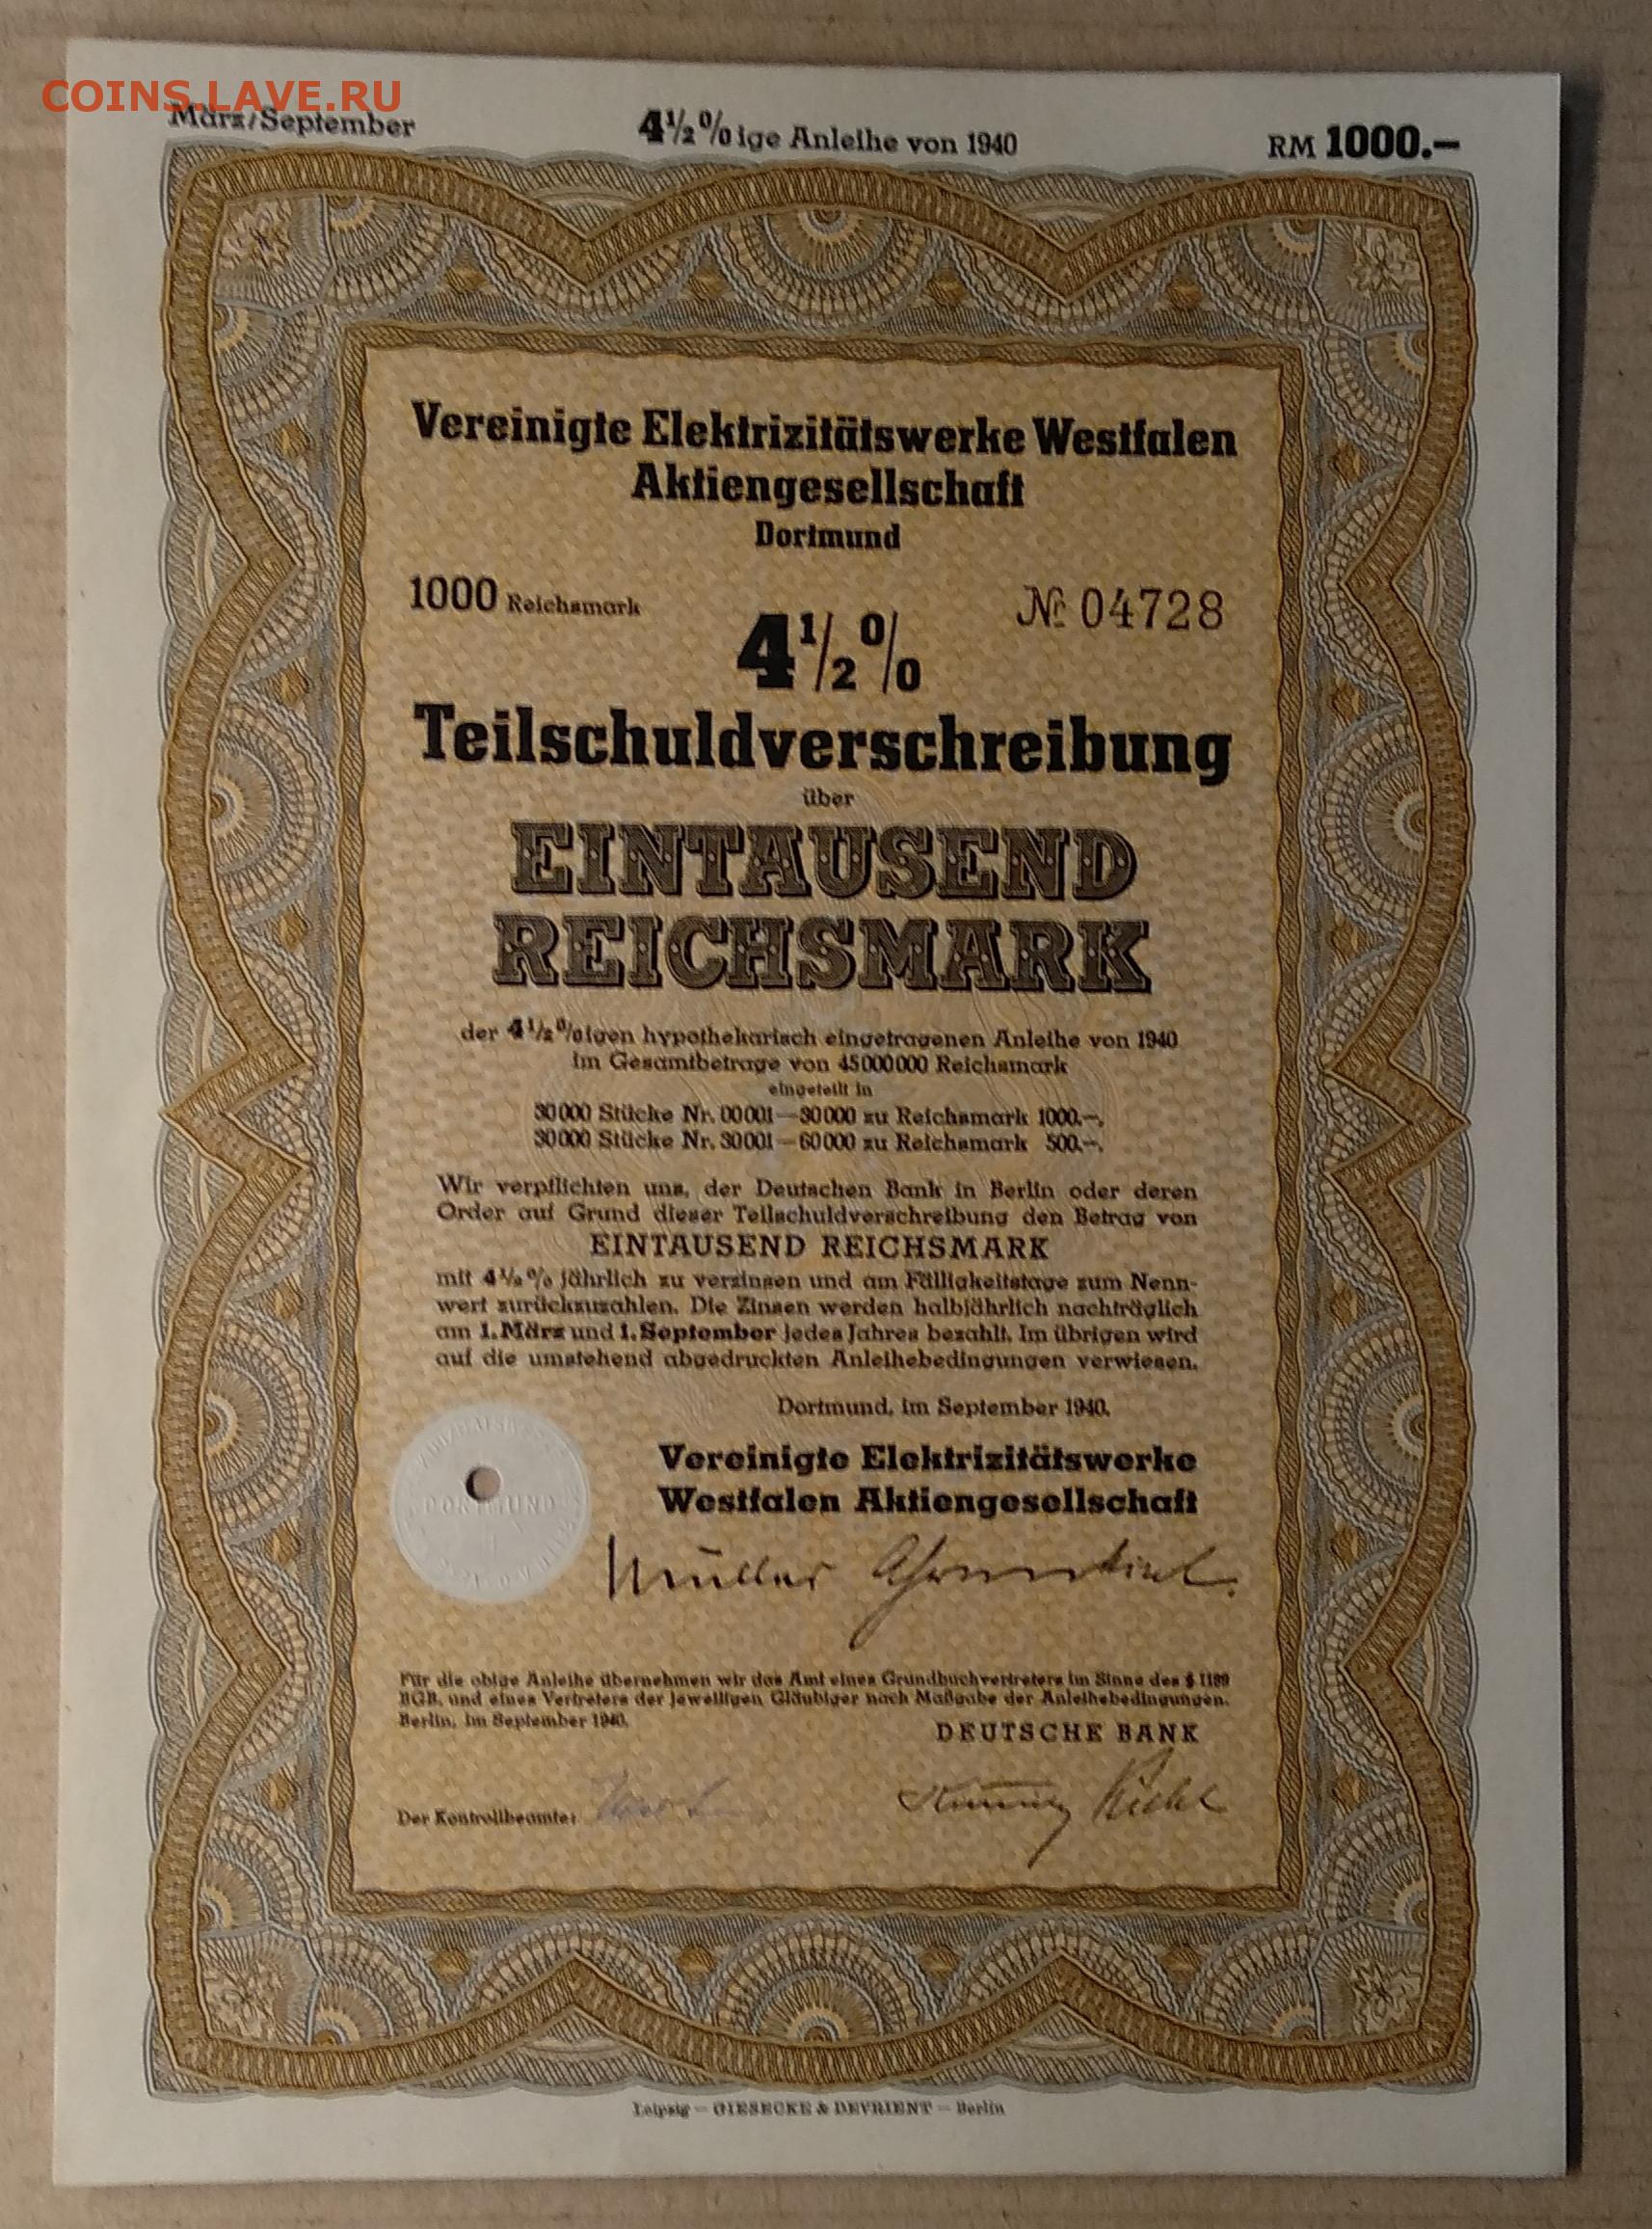 COINS.LAVE.RU
März/September 4½%ige Anleihe von 1940 RM 1000.—
Vereinigte Elektrizitätswerke Westfalen
Aktiengesellschaft
Dortmund
1000 Reichsmark № 04728
4½%
Teilschuldverschreibung
über
EINTAUSEND
REICHSMARK
der 4½%igen hypothekarisch eingetragenen Anleihe von 1940
im Gesamtbetrage von 45000000 Reichsmark
eingeteilt in
30000 Stücke Nr. 00001—30000 zu Reichsmark 1000.—,
30000 Stücke Nr. 30001—60000 zu Reichsmark 500.—.
Wir verpflichten uns, der Deutschen Bank in Berlin oder deren
Order auf Grund dieser Teilschuldverschreibung den Betrag von
EINTAUSEND REICHSMARK
mit 4½% jährlich zu verzinsen und am Fälligkeitstage zum Nenn-
wert zurückzuzahlen. Die Zinsen werden halbjährlich nachträglich
am 1. März und 1. September jedes Jahres bezahlt. Im übrigen wird
auf die umstehend abgedruckten Anleihebedingungen verwiesen.
Dortmund, im September 1940.
Vereinigte Elektrizitätswerke
Westfalen Aktiengesellschaft
DORTMUND
Müller
Für die obige Anleihe übernehmen wir das Amt eines Grundbuchvertreters im Sinne des § 1189
BGB. und eines Vertreters der jeweiligen Gläubiger nach Maßgabe der Anleihebedingungen.
Berlin, im September 1940.
DEUTSCHE BANK
Der Kontrollbeamte:
Leipzig — GIESECKE & DEVRIENT — Berlin